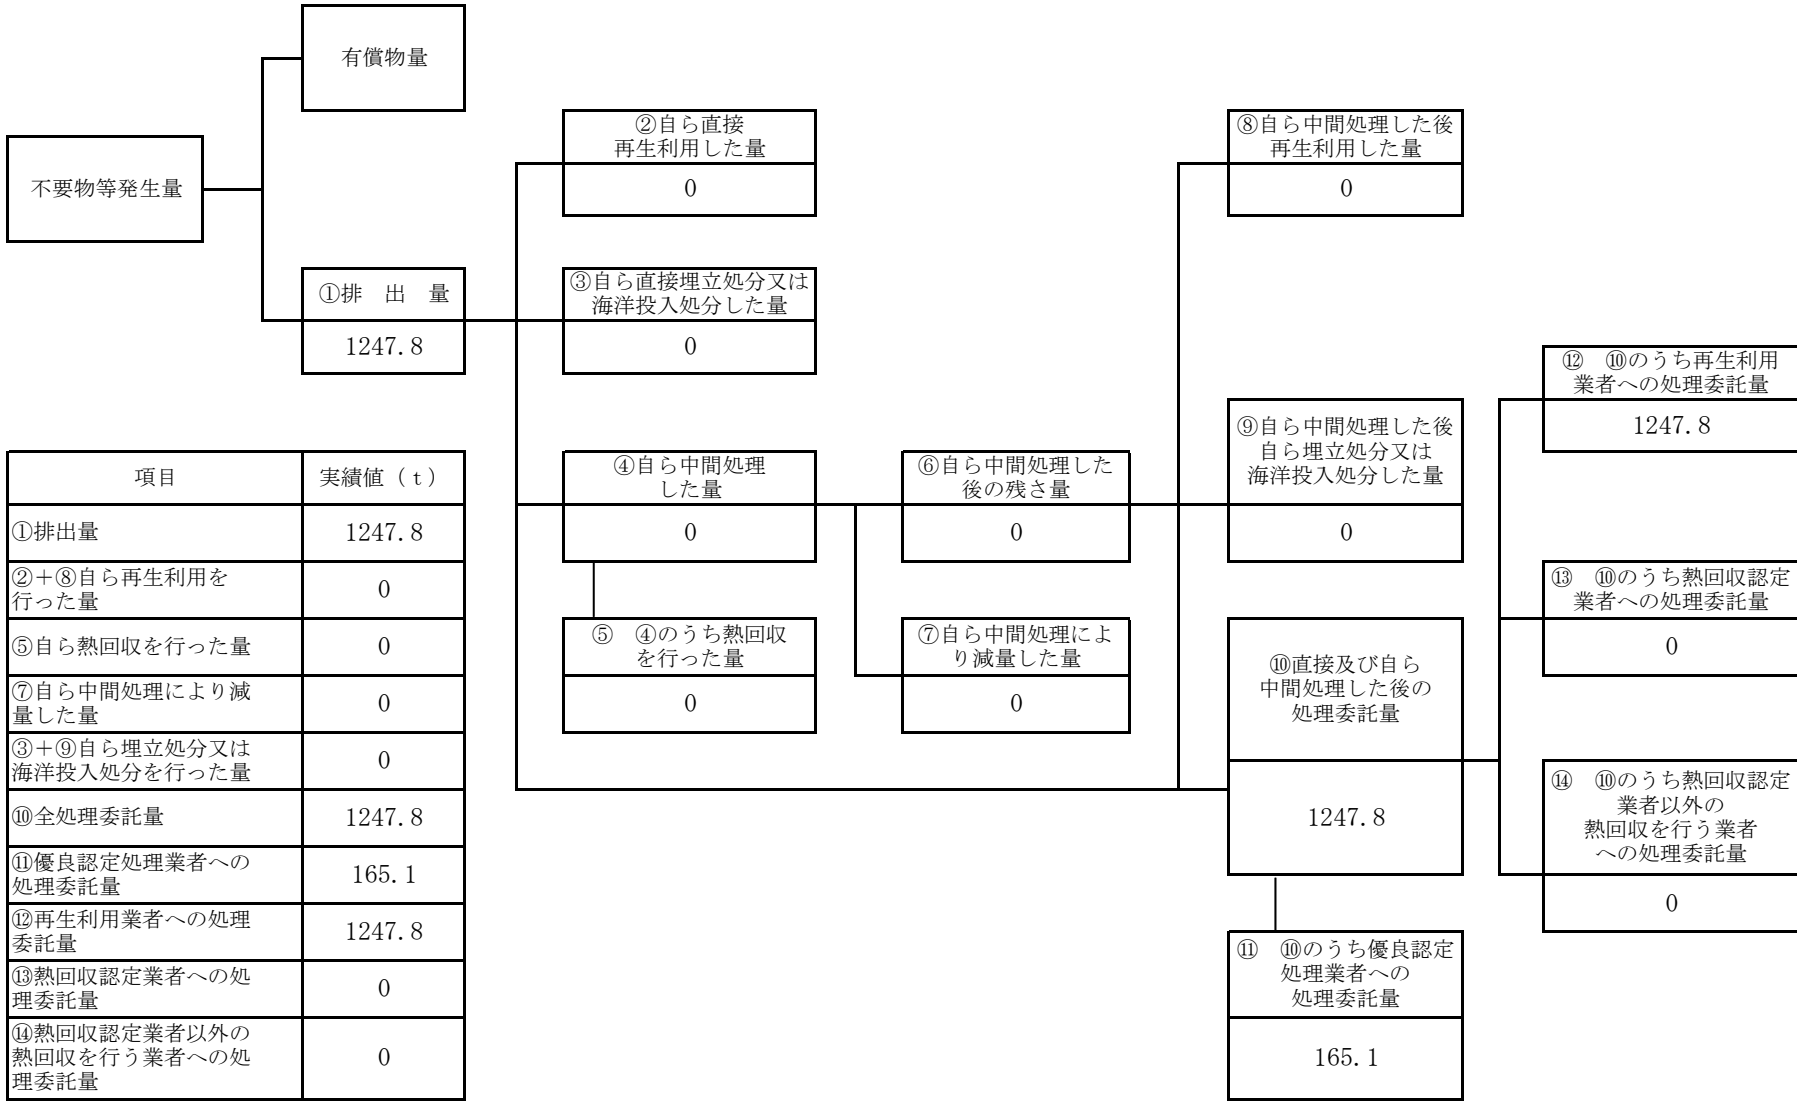 有償物量
不要物等発生量
②自ら直接
再生利用した量
0
⑧自ら中間処理した後
再生利用した量
0
①排　出　量
1247.8
③自ら直接埋立処分又は
海洋投入処分した量
0
⑫　⑩のうち再生利用
業者への処理委託量
1247.8
④自ら中間処理
した量
0
⑥自ら中間処理した
後の残さ量
0
⑨自ら中間処理した後
自ら埋立処分又は
海洋投入処分した量
0
⑬　⑩のうち熱回収認定
業者への処理委託量
0
⑤　④のうち熱回収
を行った量
0
⑦自ら中間処理によ
り減量した量
0
⑩直接及び自ら
中間処理した後の
処理委託量
1247.8
⑭　⑩のうち熱回収認定
業者以外の
熱回収を行う業者
への処理委託量
0
⑪　⑩のうち優良認定
処理業者への
処理委託量
165.1
項目
実績値（ｔ）
①排出量
1247.8
②＋⑧自ら再生利用を
行った量
0
⑤自ら熱回収を行った量
0
⑦自ら中間処理により減
量した量
0
③＋⑨自ら埋立処分又は
海洋投入処分を行った量
0
⑩全処理委託量
1247.8
⑪優良認定処理業者への
処理委託量
165.1
⑫再生利用業者への処理
委託量
1247.8
⑬熱回収認定業者への処
理委託量
0
⑭熱回収認定業者以外の
熱回収を行う業者への処
理委託量
0